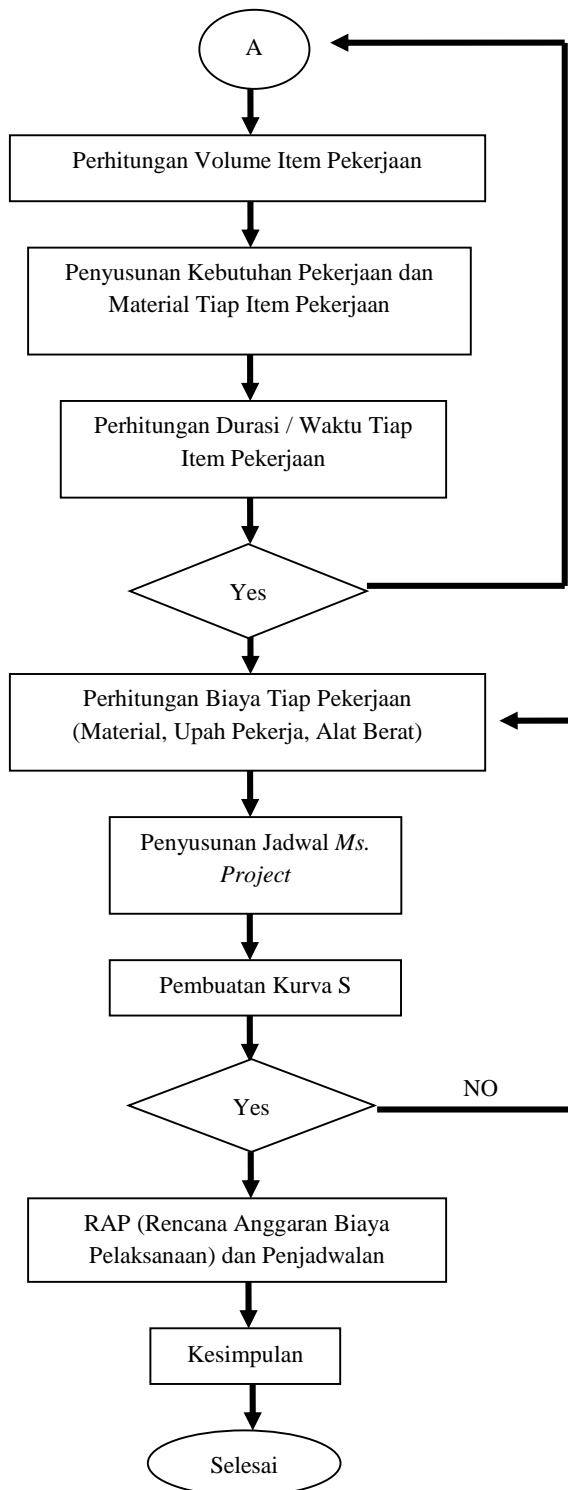 A
Perhitungan Volume Item Pekerjaan
Penyusunan Kebutuhan Pekerjaan dan
Material Tiap Item Pekerjaan
Perhitungan Durasi / Waktu Tiap
Item Pekerjaan
Yes
Perhitungan Biaya Tiap Pekerjaan
(Material, Upah Pekerja, Alat Berat)
Penyusunan Jadwal Ms.
Project
Pembuatan Kurva S
NO
Yes
RAP (Rencana Anggaran Biaya
Pelaksanaan) dan Penjadwalan
Kesimpulan
Selesai